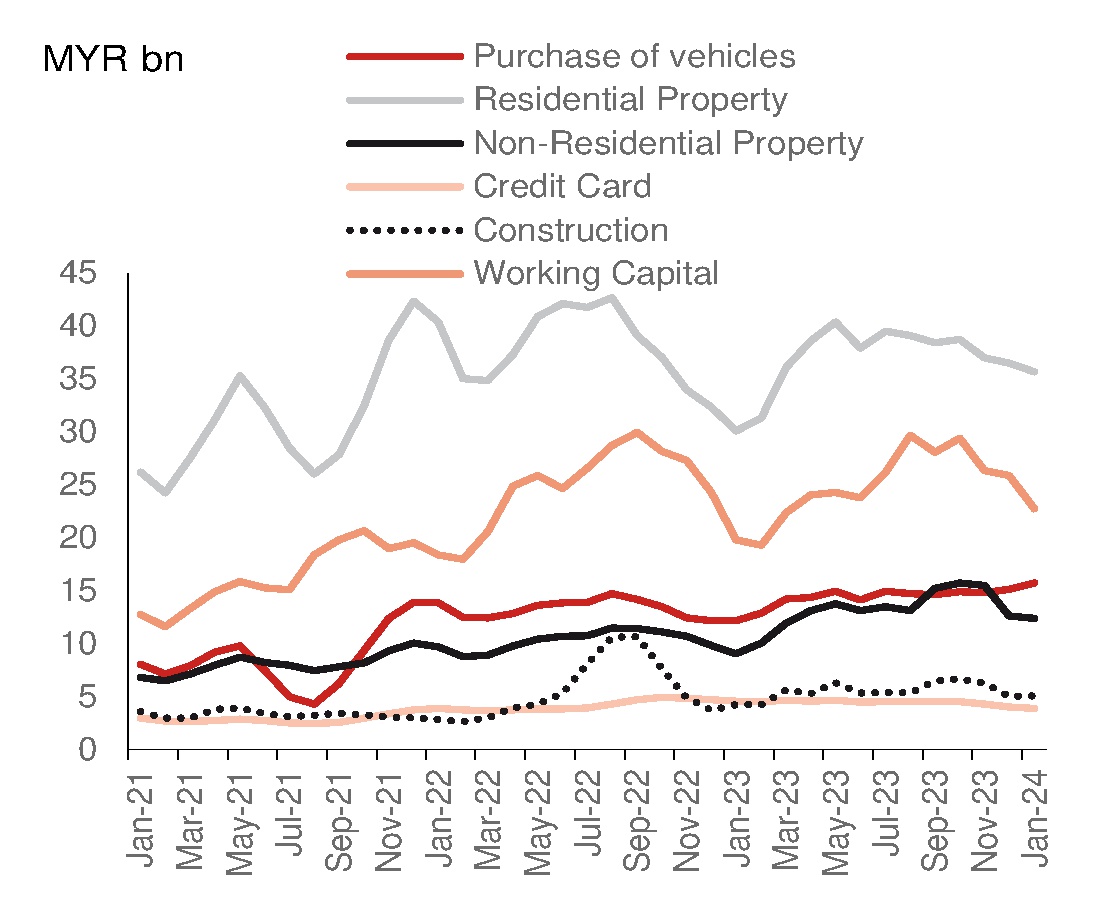 MYR bn
Purchase of vehicles
Residential Property
Non-Residential Property
Credit Card
Construction
Working Capital
45
40
35
30
25
20
15
10
5
0
Jan-21
Mar-21
May-21
Jul-21
Sep-21
Nov-21
Jan-22
Mar-22
May-22
Jul-22
Sep-22
Nov-22
Jan-23
Mar-23
May-23
Jul-23
Sep-23
Nov-23
Jan-24